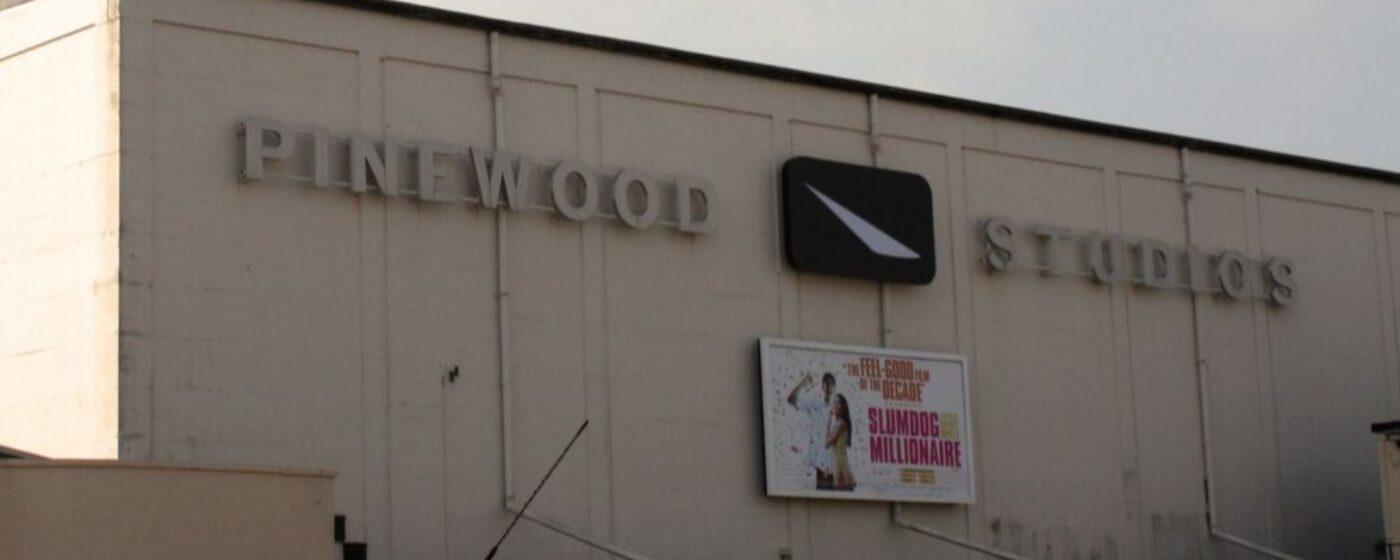 PINEWOOD STUDIOS
"THE FEEL-GOOD FILM
OF THE DECADE"
SLUMDOG
MILLIONAIRE